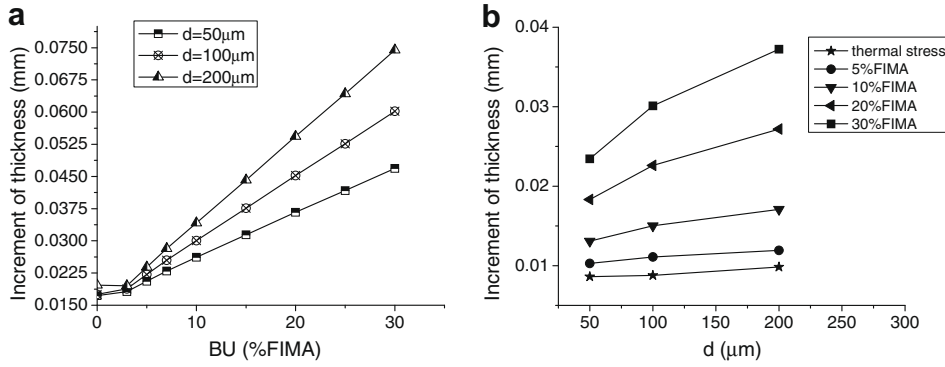 a
d=50μm
d=100μm
d=200μm
Increment of thickness (mm)
0.0750
0.0675
0.0600
0.0525
0.0450
0.0375
0.0300
0.0225
0.0150
0
10
20
30
BU (%FIMA)
b
thermal stress
5%FIMA
10%FIMA
20%FIMA
30%FIMA
Increment of thickness (mm)
0.04
0.03
0.02
0.01
50
100
150
200
250
300
d (μm)